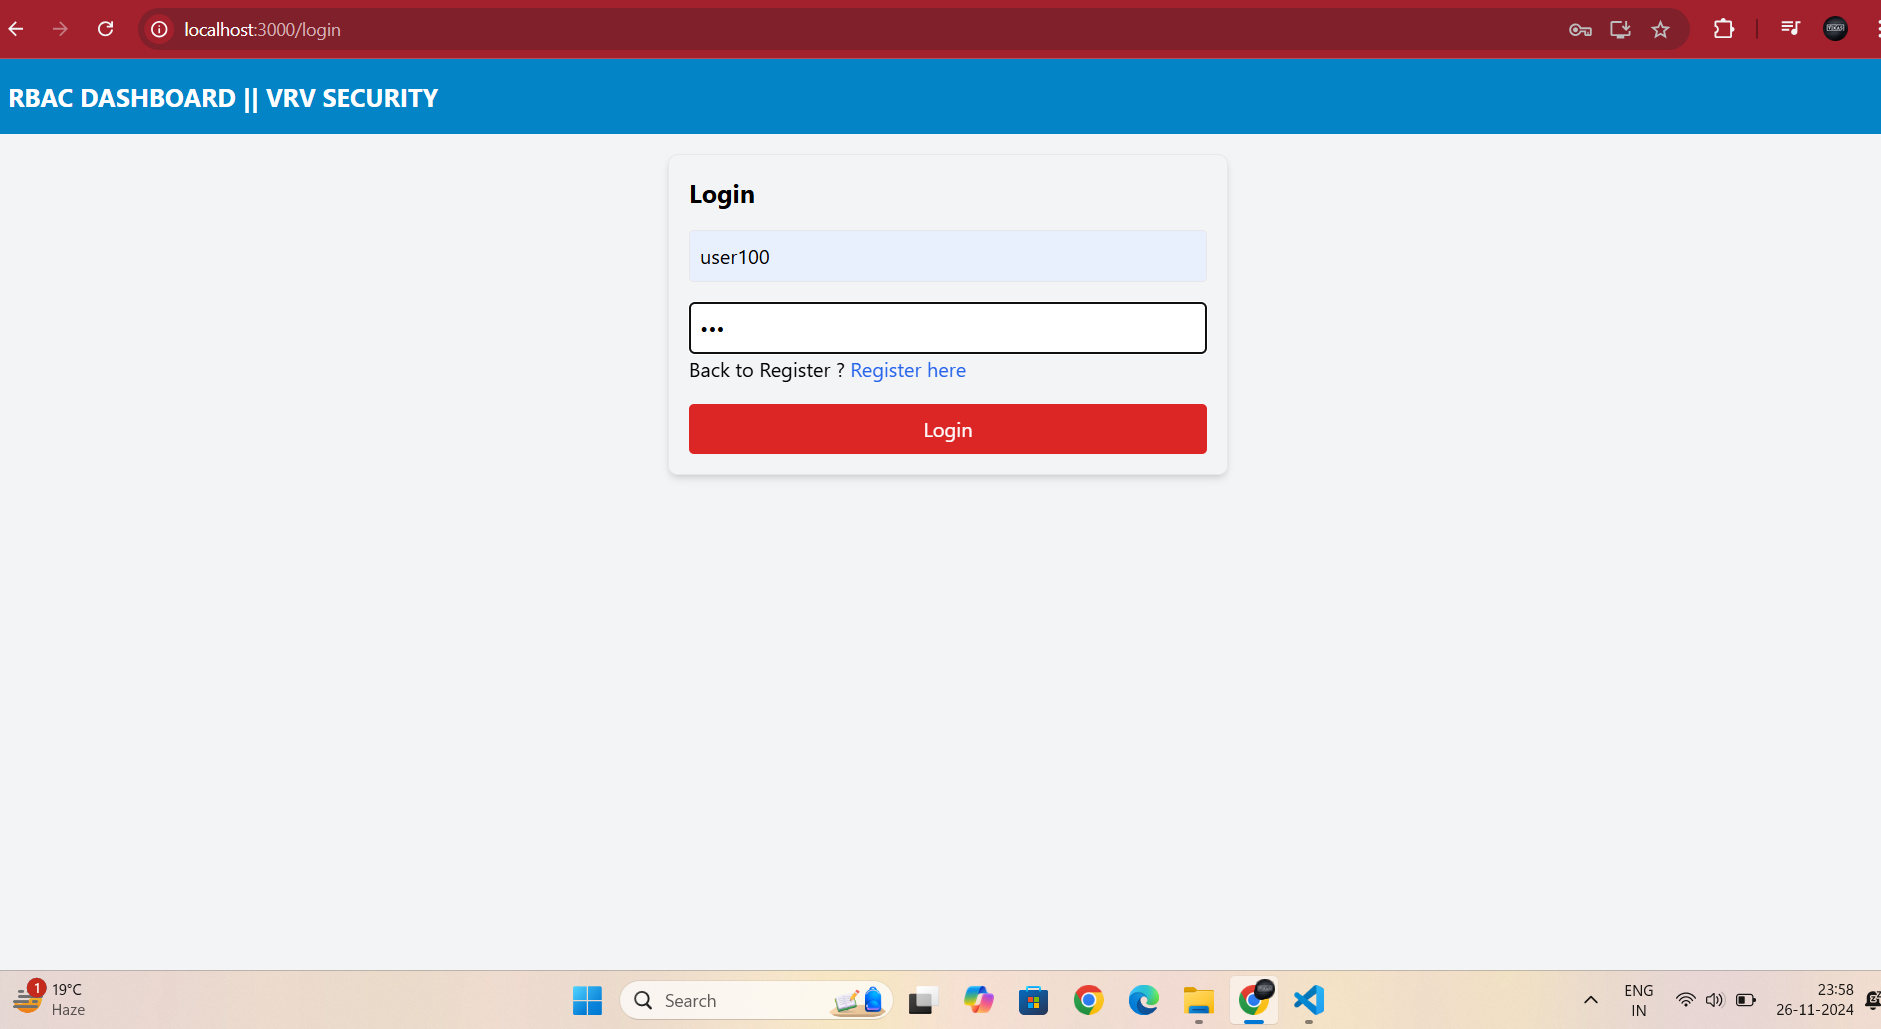 localhost:3000/login
RBAC DASHBOARD || VRV SECURITY
Login
user100
•••
Back to Register ? Register here
Login
1
19°C
Haze
Search
ENG
IN
23:58
26-11-2024